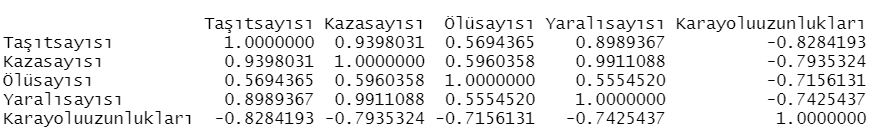 Taşıtsayısı Kazasayısı Ölüsayısı Yaralısayısı Karayoluuzunlukları
Taşıtsayısı 1.0000000 0.9398031 0.5694365 0.8989367 -0.8284193
Kazasayısı 0.9398031 1.0000000 0.5960358 0.9911088 -0.7935324
Ölüsayısı 0.5694365 0.5960358 1.0000000 0.5554520 -0.7156131
Yaralısayısı 0.8989367 0.9911088 0.5554520 1.0000000 -0.7425437
Karayoluuzunlukları -0.8284193 -0.7935324 -0.7156131 -0.7425437 1.0000000